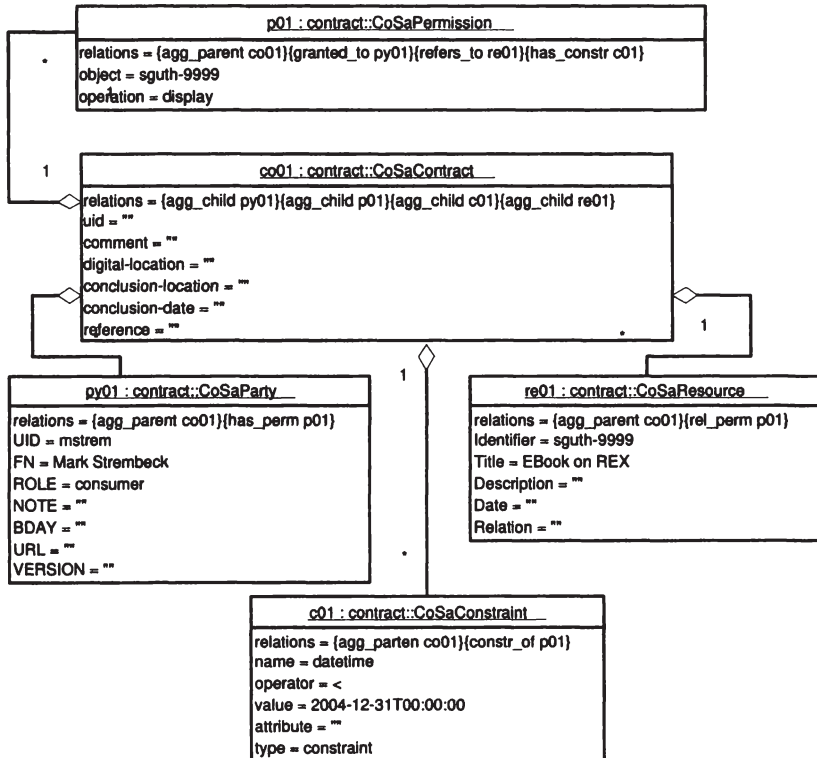 p01 : contract::CoSaPermission
relations = {agg_parent co01}{granted_to py01}{refers_to re01}{has_constr c01}
object = sguth-9999
operation = display
*
1
1
co01 : contract::CoSaContract
relations = {agg_child py01}{agg_child p01}{agg_child c01}{agg_child re01}
uid = ""
comment = ""
digital-location = ""
conclusion-location = ""
conclusion-date = ""
reference = ""
*
1
1
py01 : contract::CoSaParty
relations = {agg_parent co01}{has_perm p01}
UID = mstrem
FN = Mark Strembeck
ROLE = consumer
NOTE = ""
BDAY = ""
URL = ""
VERSION = ""
re01 : contract::CoSaResource
relations = {agg_parent co01}{rel_perm p01}
Identifier = sguth-9999
Title = EBook on REX
Description = ""
Date = ""
Relation = ""
*
c01 : contract::CoSaConstraint
relations = {agg_parten co01}{constr_of p01}
name = datetime
operator = <
value = 2004-12-31T00:00:00
attribute = ""
type = constraint